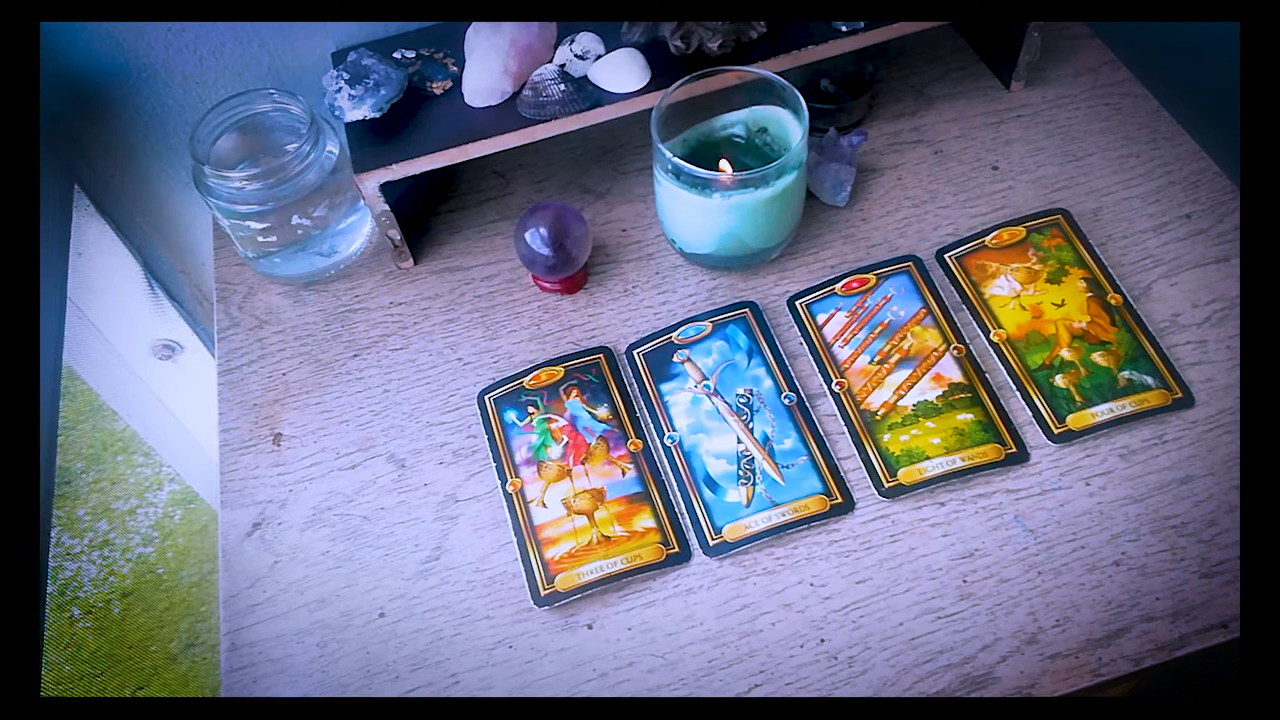 THREE OF CUPS
ACE OF SWORDS
EIGHT OF WANDS
FOUR OF CUPS